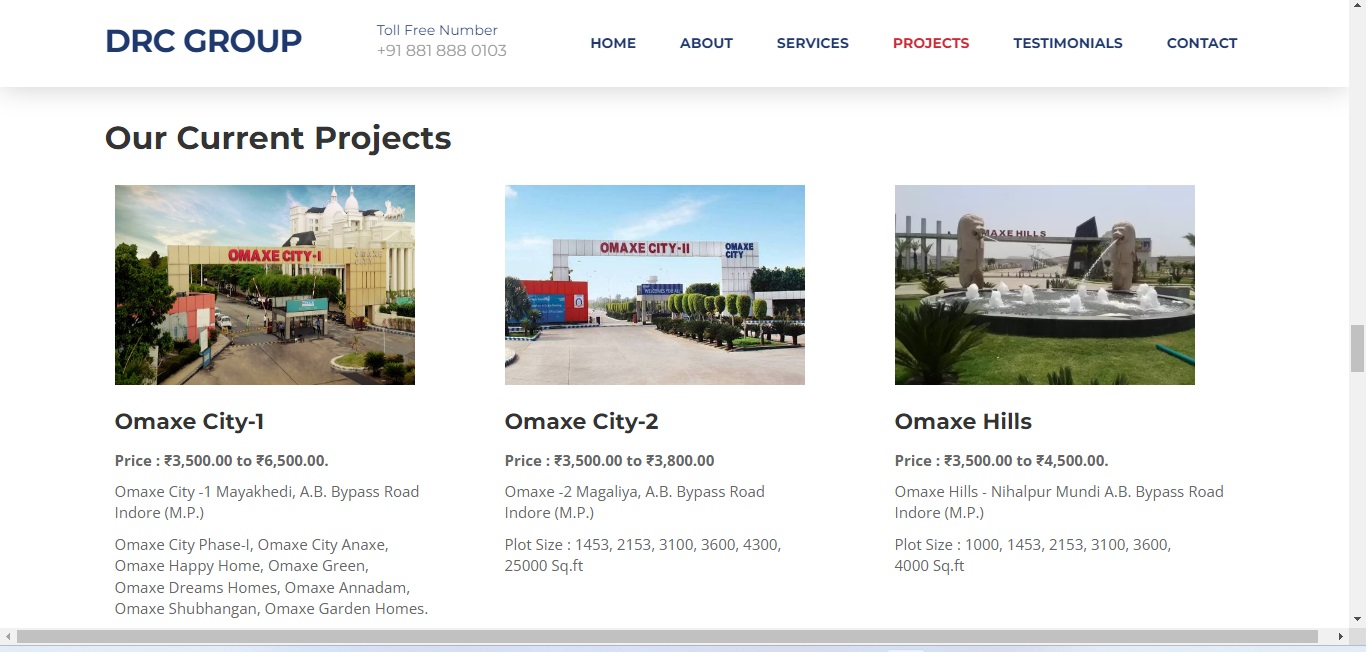 DRC GROUP
Toll Free Number
+91 881 888 0103
HOME
ABOUT
SERVICES
PROJECTS
TESTIMONIALS
CONTACT
Our Current Projects
OMAXE CITY-I
OMAXE CITY-II
OMAXE
CITY
MAXE HILLS
Omaxe City-1
Price : ₹3,500.00 to ₹6,500.00.
Omaxe City -1 Mayakhedi, A.B. Bypass Road
Indore (M.P.)
Omaxe City Phase-I, Omaxe City Anaxe,
Omaxe Happy Home, Omaxe Green,
Omaxe Dreams Homes, Omaxe Annadam,
Omaxe Shubhangan, Omaxe Garden Homes.
Omaxe City-2
Price : ₹3,500.00 to ₹3,800.00
Omaxe -2 Magaliya, A.B. Bypass Road
Indore (M.P.)
Plot Size : 1453, 2153, 3100, 3600, 4300,
25000 Sq.ft
Omaxe Hills
Price : ₹3,500.00 to ₹4,500.00.
Omaxe Hills - Nihalpur Mundi A.B. Bypass Road
Indore (M.P.)
Plot Size : 1000, 1453, 2153, 3100, 3600,
4000 Sq.ft